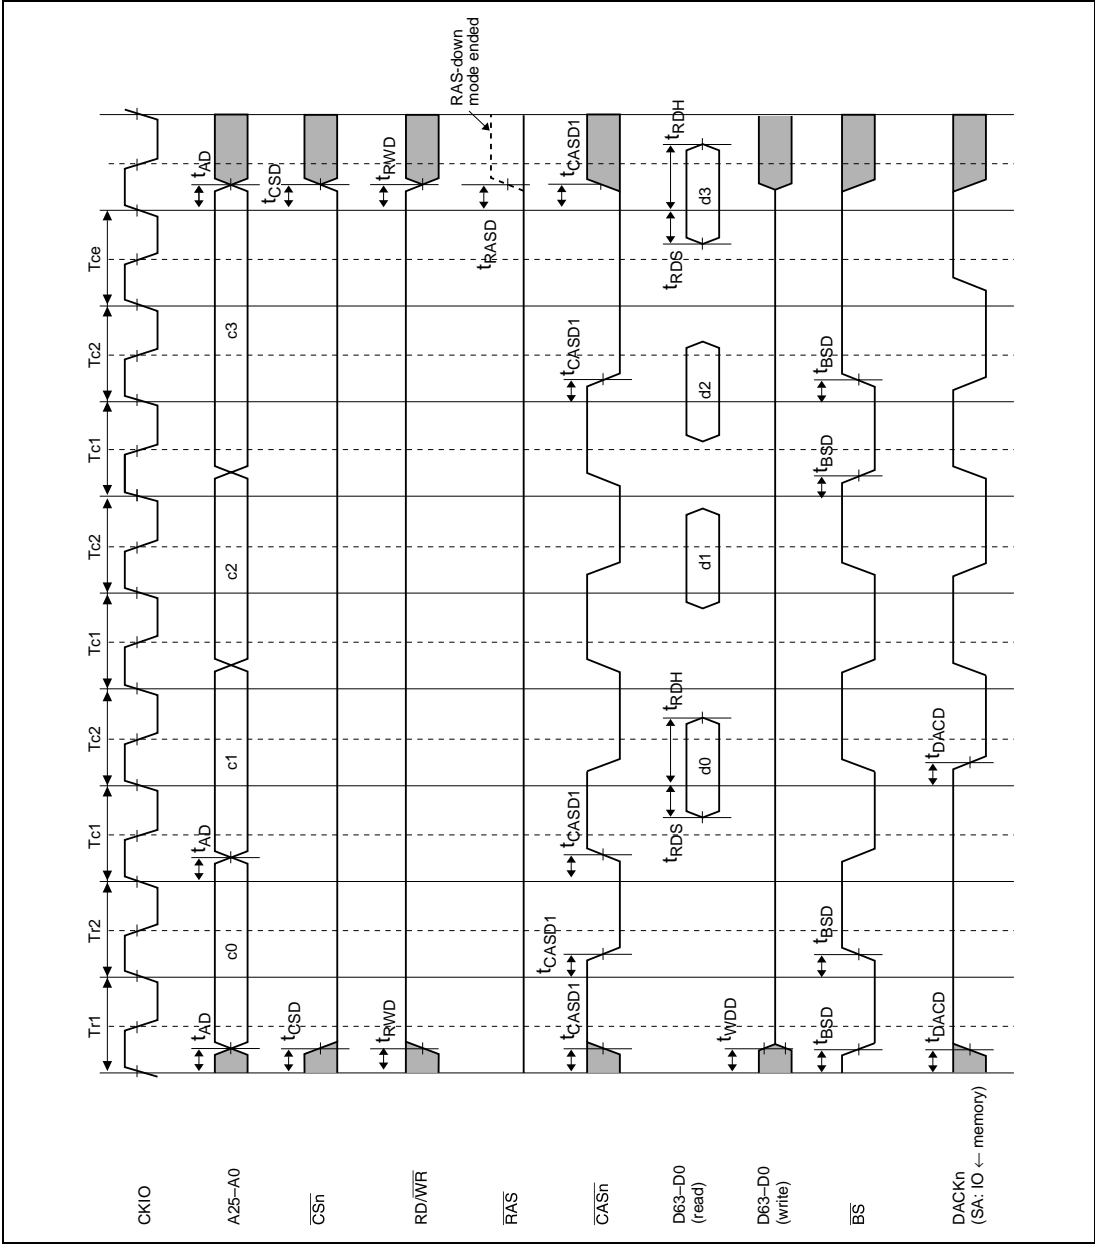 Tr1 Tr2 Tc1 Tc2 Tc1 Tc2 Tc1 Tc2 Tce
CKIO
tAD tAD tAD
A25–A0 c0 c1 c2 c3
tCSD tCSD
CSn
tRWD tRWD
RD/WR
RAS-down
mode ended
tRASD
RAS
tCASD1 tCASD1 tCASD1 tCASD1 tCASD1
CASn
tRDS tRDH tRDS tRDH
D63–D0
(read)
d0 d1 d2 d3
tWDD
D63–D0
(write)
tBSD tBSD tBSD tBSD
BS
tDACD tDACD
DACKn
(SA: IO ← memory)